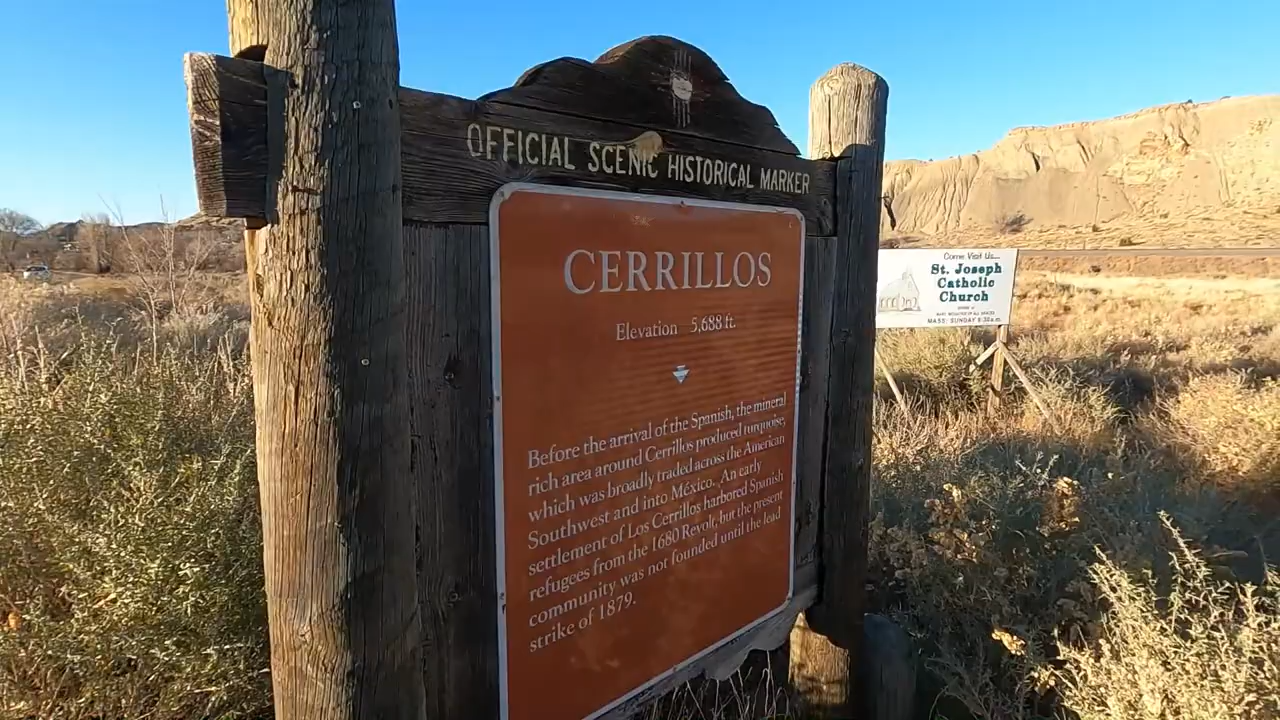 OFFICIAL SCENIC HISTORICAL MARKER
CERRILLOS
Elevation 5,688 ft.
Before the arrival of the Spanish, the mineral
rich area around Cerrillos produced turquoise,
which was broadly traded across the American
Southwest and into México. An early
settlement of Los Cerrillos harbored Spanish
refugees from the 1680 Revolt, but the present
community was not founded until the lead
strike of 1879.
Come Visit Us...
St. Joseph
Catholic
Church
MASS: SUNDAY